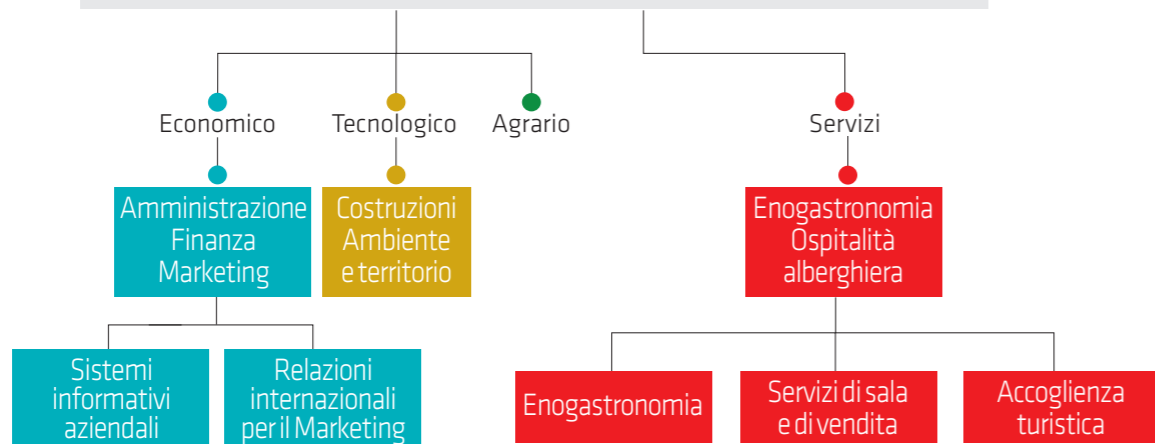 Economico
Tecnologico
Agrario
Servizi
Amministrazione
Finanza
Marketing
Costruzioni
Ambiente
e territorio
Enogastronomia
Ospitalità
alberghiera
Sistemi
informativi
aziendali
Relazioni
internazionali
per il Marketing
Enogastronomia
Servizi di sala
e di vendita
Accoglienza
turistica